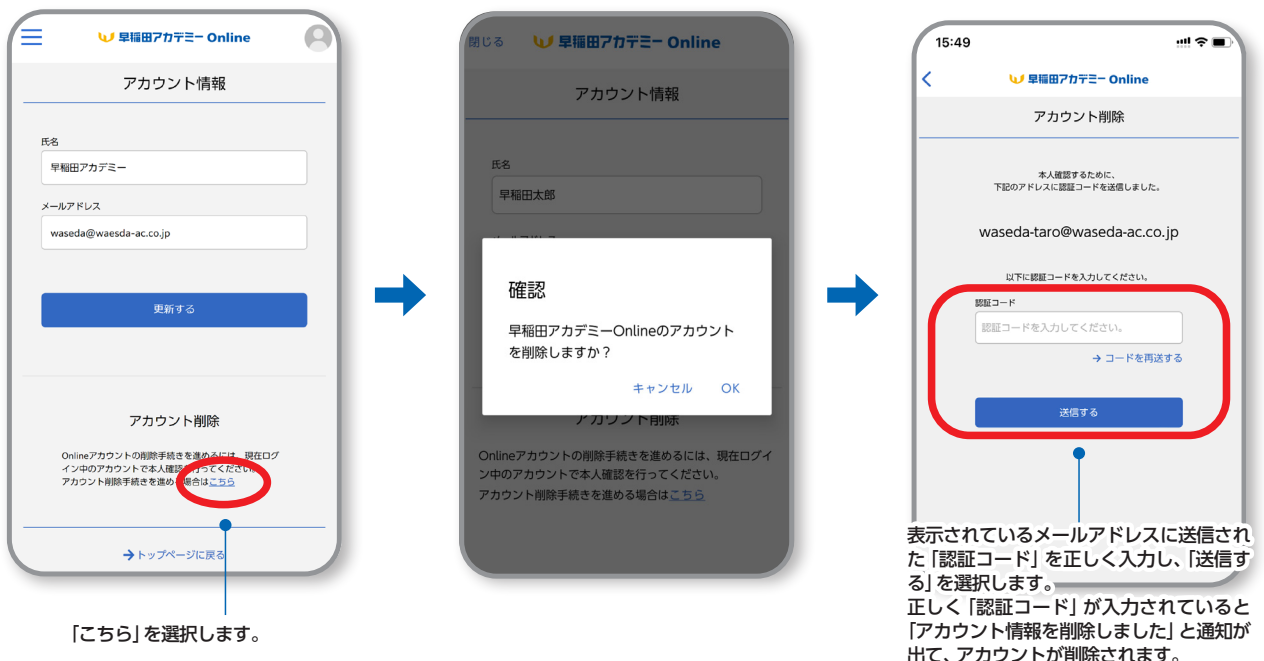 早稲田アカデミー Online
アカウント情報
氏名
早稲田アカデミー
メールアドレス
waseda@waesda-ac.co.jp
更新する
アカウント削除
Onlineアカウントの削除手続きを進めるには、現在ログ
イン中のアカウントで本人確認を行ってください。
アカウント削除手続きを進める場合はこちら
トップページに戻る
「こちら」を選択します。
閉じる
早稲田アカデミー Online
アカウント情報
氏名
早稲田太郎
確認
早稲田アカデミーOnlineのアカウント
を削除しますか？
キャンセル OK
アカウント削除
Onlineアカウントの削除手続きを進めるには、現在ログイ
ン中のアカウントで本人確認を行ってください。
アカウント削除手続きを進める場合はこちら
15:49
早稲田アカデミー Online
アカウント削除
本人確認するために、
下記のアドレスに認証コードを送信しました。
waseda-taro@waseda-ac.co.jp
以下に認証コードを入力してください。
認証コード
認証コードを入力してください。
→ コードを再送する
送信する
表示されているメールアドレスに送信され
た「認証コード」を正しく入力し、「送信す
る」を選択します。
正しく「認証コード」が入力されていると
「アカウント情報を削除しました」と通知が
出て、アカウントが削除されます。